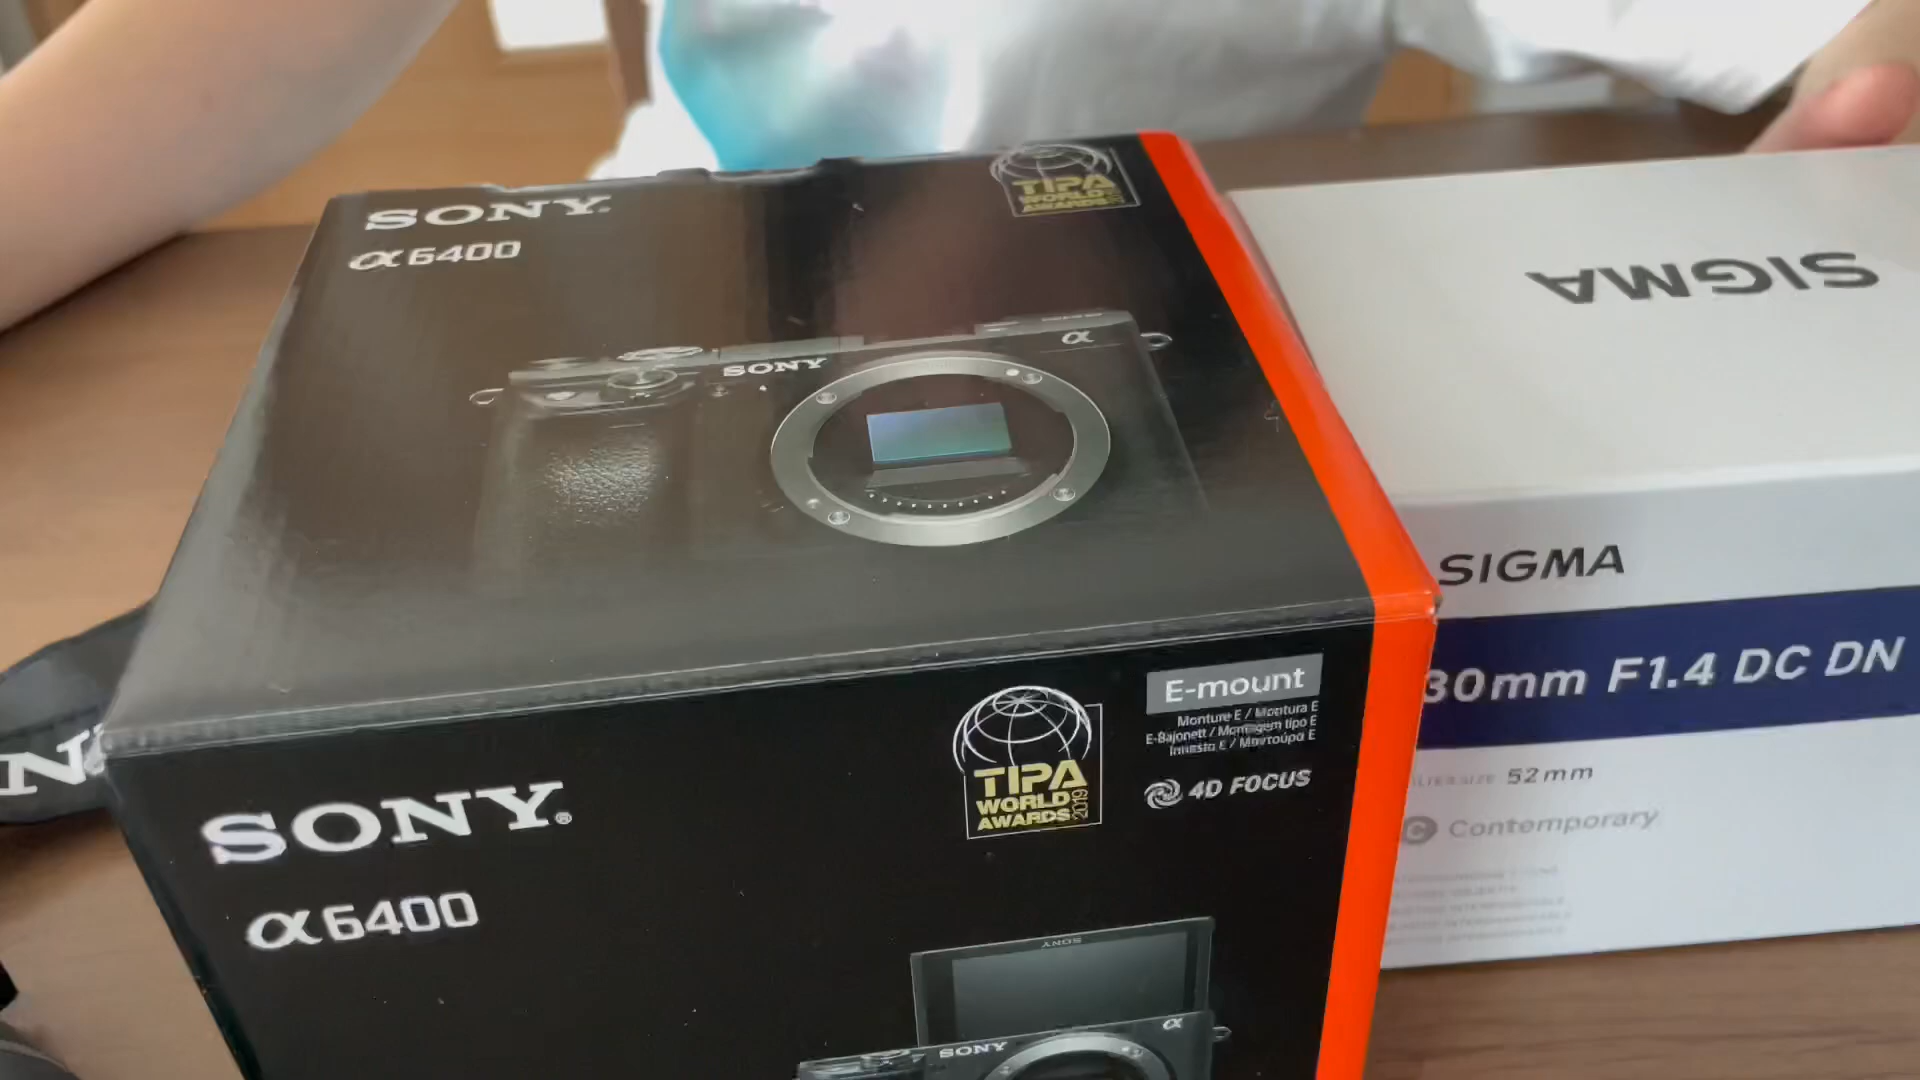 SONY
α6400
TIPA
WORLD
AWARDS
SONY
α
SIGMA
SIGMA
30mm F1.4 DC DN
52mm
Contemporary
E-mount
Monture E / Montura E
E-Bajonett / Montagem tipo E
Innesto E / Μοντούρα E
4D FOCUS
TIPA
WORLD
AWARDS 2019
SONY®
α6400
SONY
SONY
α